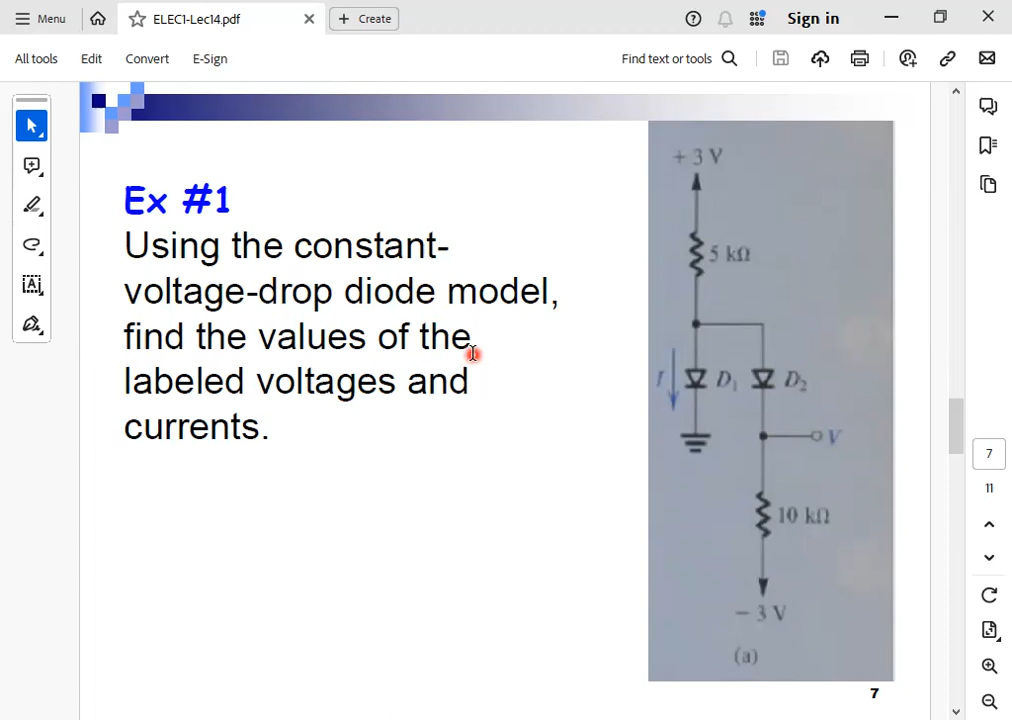 Menu
ELEC1-Lec14.pdf
Create
Sign in
All tools
Edit
Convert
E-Sign
Find text or tools
Ex #1
Using the constant-
voltage-drop diode model,
find the values of the
labeled voltages and
currents.
+ 3 V
5 kΩ
I
D₁
D₂
V
10 kΩ
− 3 V
(a)
7
7
11